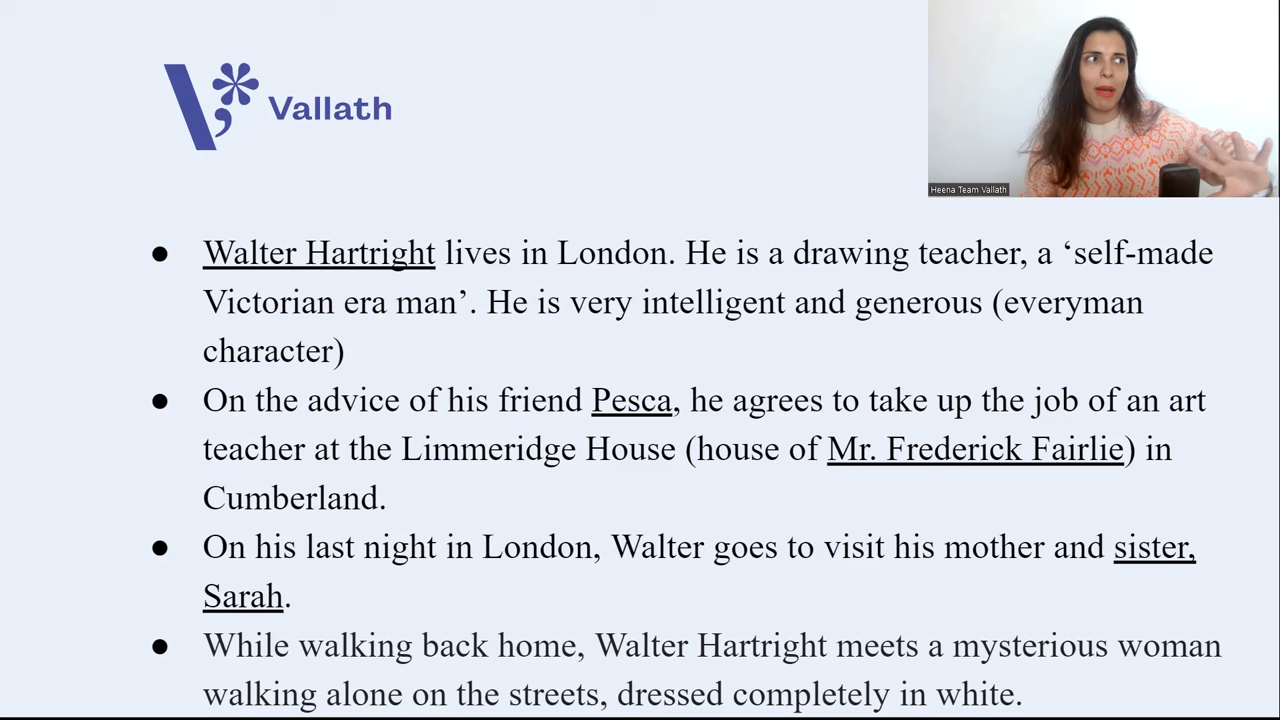 Vallath
Heena Team Vallath
● Walter Hartright lives in London. He is a drawing teacher, a ‘self-made
Victorian era man’. He is very intelligent and generous (everyman
character)
● On the advice of his friend Pesca, he agrees to take up the job of an art
teacher at the Limmeridge House (house of Mr. Frederick Fairlie) in
Cumberland.
● On his last night in London, Walter goes to visit his mother and sister,
Sarah.
● While walking back home, Walter Hartright meets a mysterious woman
walking alone on the streets, dressed completely in white.